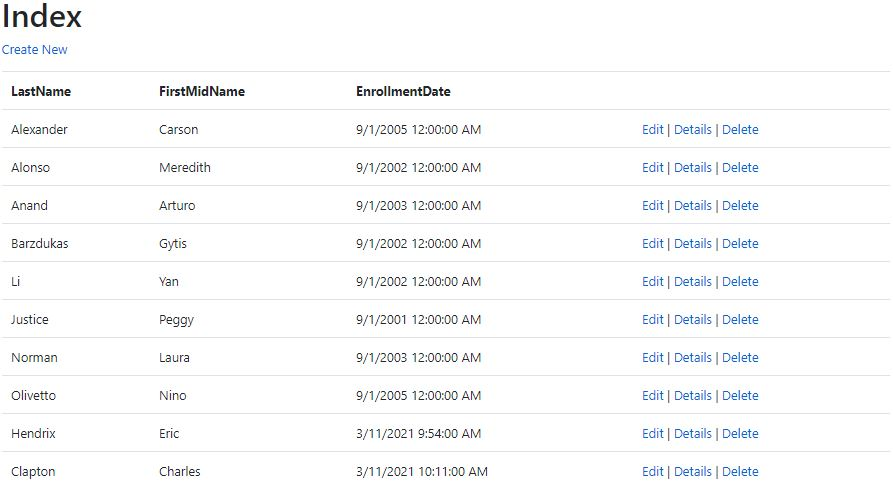 Index
Create New
LastName FirstMidName EnrollmentDate
Alexander Carson 9/1/2005 12:00:00 AM Edit | Details | Delete
Alonso Meredith 9/1/2002 12:00:00 AM Edit | Details | Delete
Anand Arturo 9/1/2003 12:00:00 AM Edit | Details | Delete
Barzdukas Gytis 9/1/2002 12:00:00 AM Edit | Details | Delete
Li Yan 9/1/2002 12:00:00 AM Edit | Details | Delete
Justice Peggy 9/1/2001 12:00:00 AM Edit | Details | Delete
Norman Laura 9/1/2003 12:00:00 AM Edit | Details | Delete
Olivetto Nino 9/1/2005 12:00:00 AM Edit | Details | Delete
Hendrix Eric 3/11/2021 9:54:00 AM Edit | Details | Delete
Clapton Charles 3/11/2021 10:11:00 AM Edit | Details | Delete